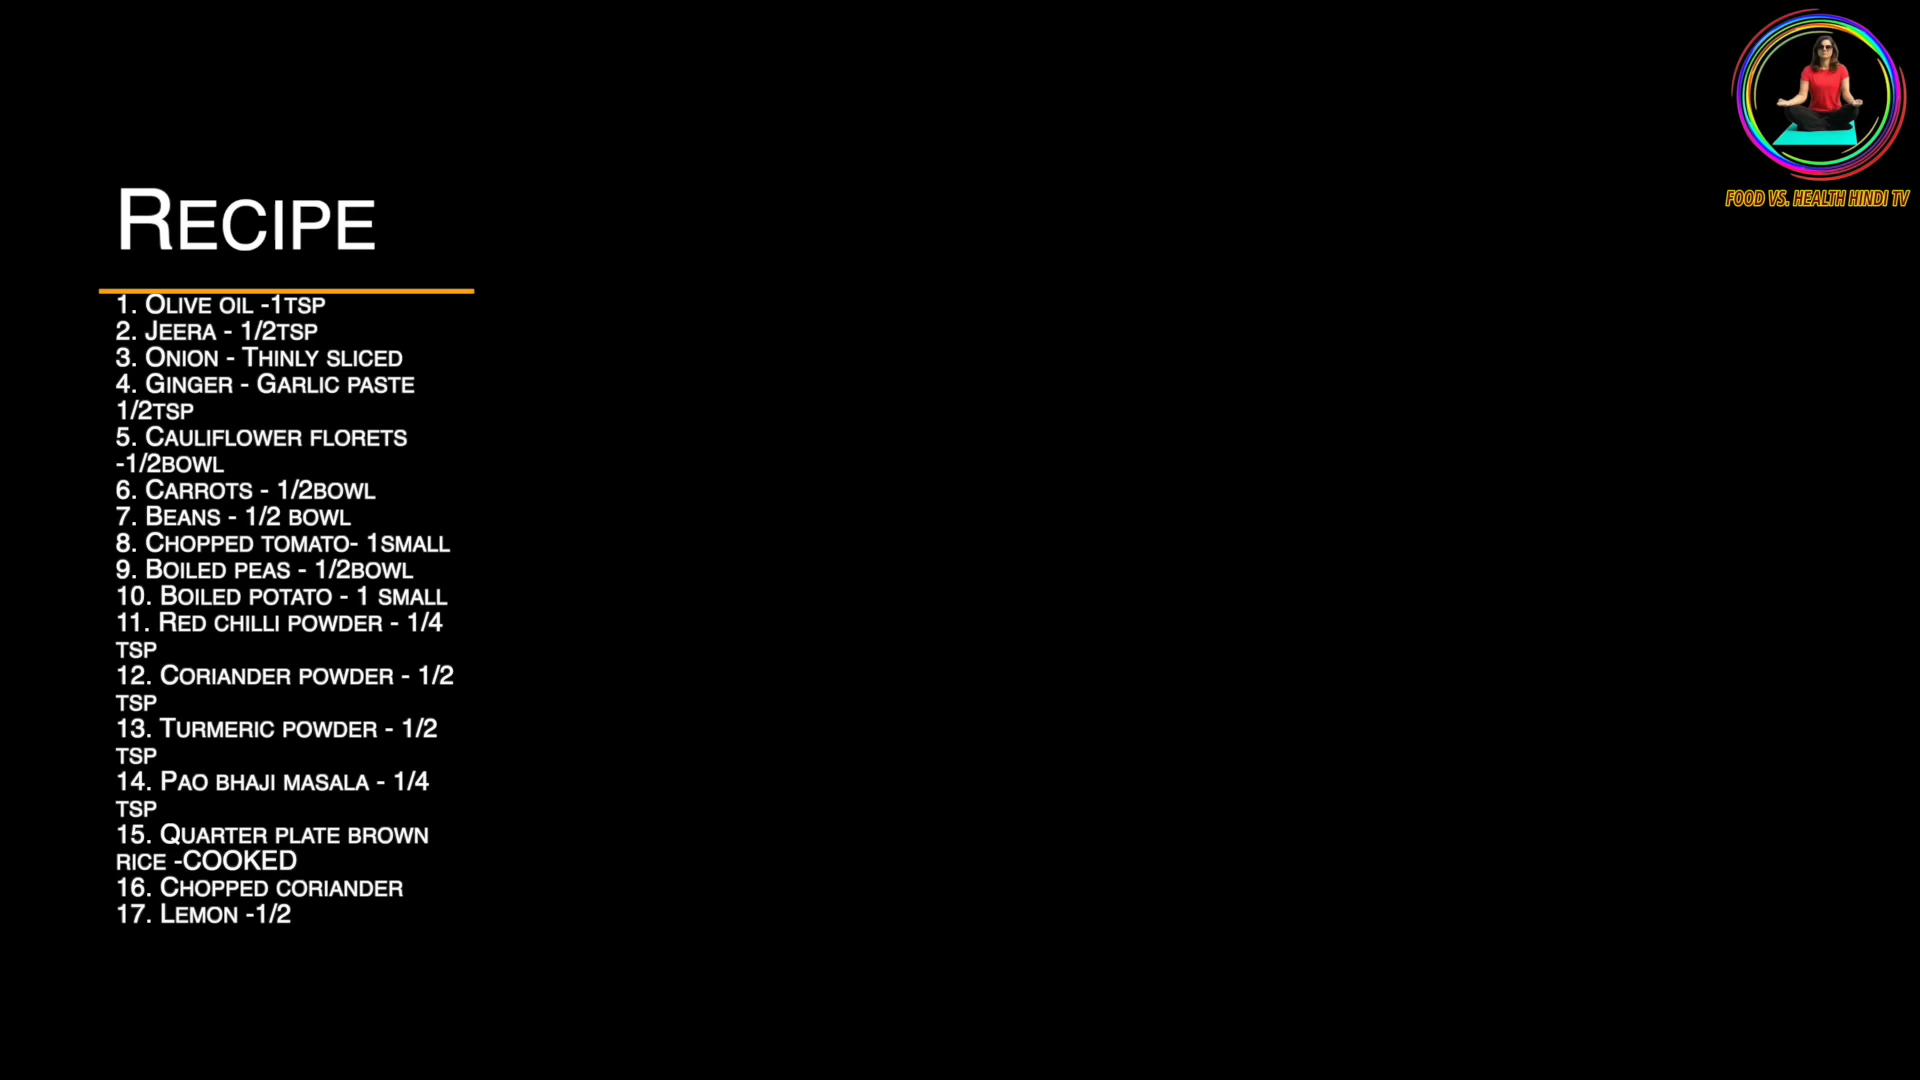 RECIPE
1. OLIVE OIL -1TSP
2. JEERA - 1/2TSP
3. ONION - THINLY SLICED
4. GINGER - GARLIC PASTE
1/2TSP
5. CAULIFLOWER FLORETS
-1/2BOWL
6. CARROTS - 1/2BOWL
7. BEANS - 1/2 BOWL
8. CHOPPED TOMATO- 1SMALL
9. BOILED PEAS - 1/2BOWL
10. BOILED POTATO - 1 SMALL
11. RED CHILLI POWDER - 1/4
TSP
12. CORIANDER POWDER - 1/2
TSP
13. TURMERIC POWDER - 1/2
TSP
14. PAO BHAJI MASALA - 1/4
TSP
15. QUARTER PLATE BROWN
RICE -COOKED
16. CHOPPED CORIANDER
17. LEMON -1/2
FOOD VS. HEALTH HINDI TV